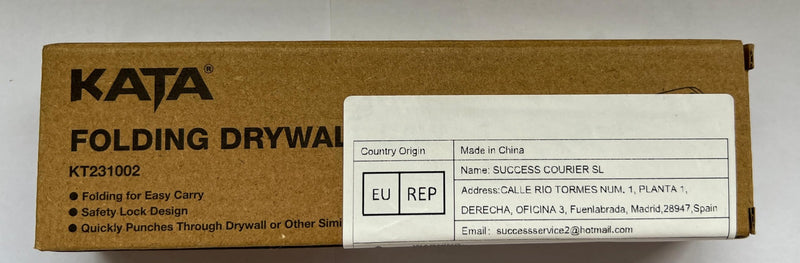 KATA®
FOLDING DRYWAL
KT231002
● Folding for Easy Carry
● Safety Lock Design
● Quickly Punches Through Drywall or Other Simi
Country Origin Made in China
EU REP
Name: SUCCESS COURIER SL
Address:CALLE RIO TORMES NUM. 1, PLANTA 1,
DERECHA, OFICINA 3, Fuenlabrada, Madrid,28947,Spain
Email: successservice2@hotmail.com